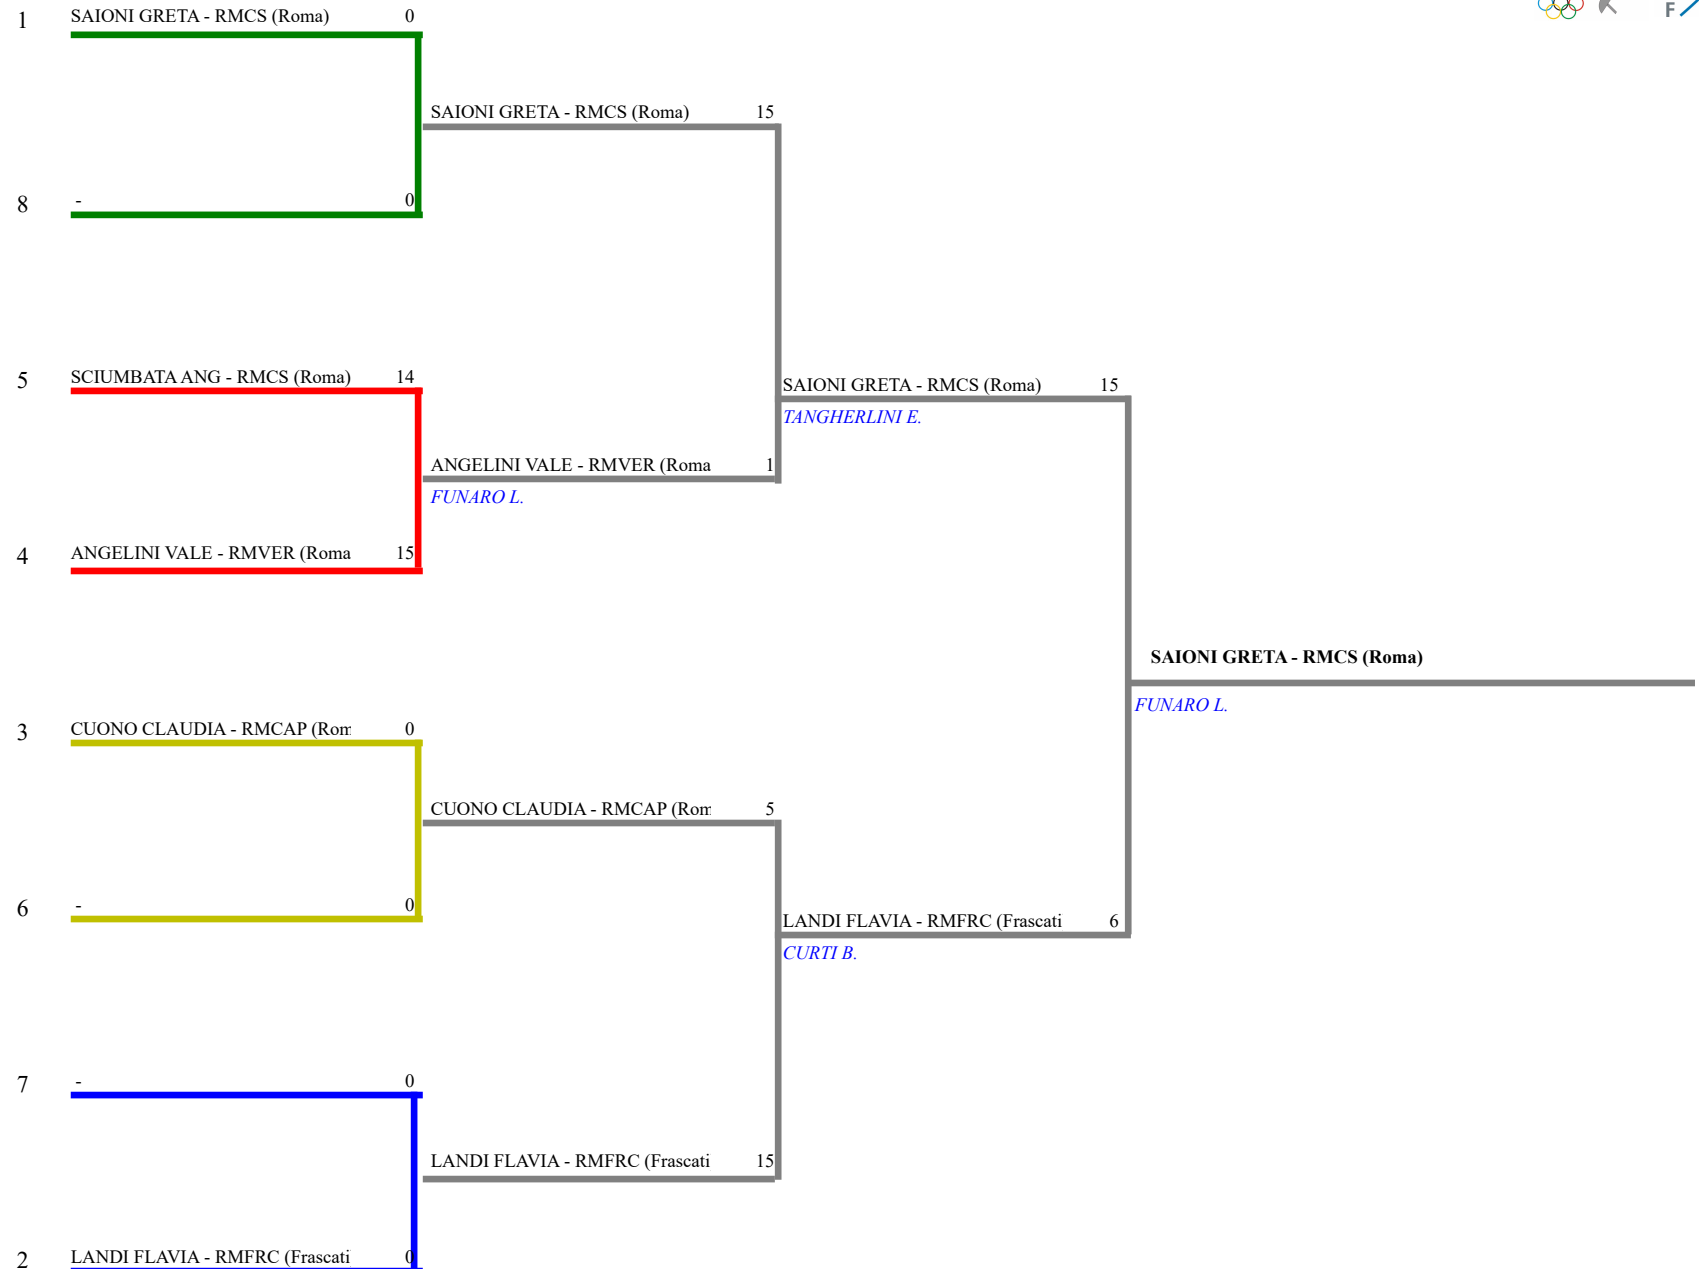 F
1 SAIONI GRETA - RMCS (Roma) 0
SAIONI GRETA - RMCS (Roma) 15
8 - 0
5 SCIUMBATA ANG - RMCS (Roma) 14
SAIONI GRETA - RMCS (Roma) 15
TANGHERLINI E.
ANGELINI VALE - RMVER (Roma 1
FUNARO L.
4 ANGELINI VALE - RMVER (Roma 15
SAIONI GRETA - RMCS (Roma)
FUNARO L.
3 CUONO CLAUDIA - RMCAP (Rom 0
CUONO CLAUDIA - RMCAP (Rom 5
6 - 0
LANDI FLAVIA - RMFRC (Frascati 6
CURTI B.
7 - 0
LANDI FLAVIA - RMFRC (Frascati 15
2 LANDI FLAVIA - RMFRC (Frascati 0